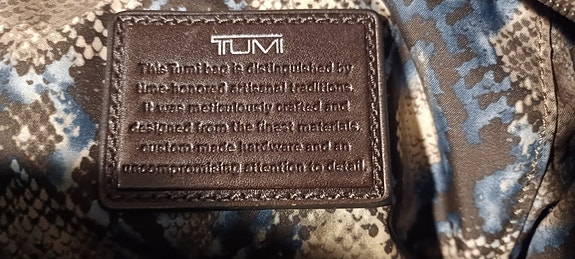 TUMI
This Tumi bag is distinguished by
time-honored artisanal traditions.
It was meticulously crafted and
designed from the finest materials,
custom made hardware and an
uncompromising attention to detail.